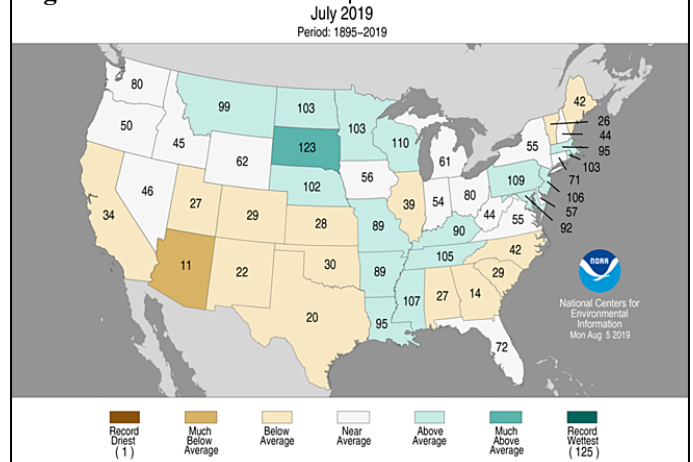 July 2019
Period: 1895–2019
80
99
103
103
110
61
50
45
62
123
102
56
55
42
26
44
95
103
71
106
57
92
34
46
27
29
28
39
54
80
109
44
55
89
90
11
22
30
89
105
42
29
20
95
107
27
14
72
NOAA
National Centers for
Environmental
Information
Mon Aug 5 2019
Record
Driest
(1)
Much
Below
Average
Below
Average
Near
Average
Above
Average
Much
Above
Average
Record
Wettest
(125)